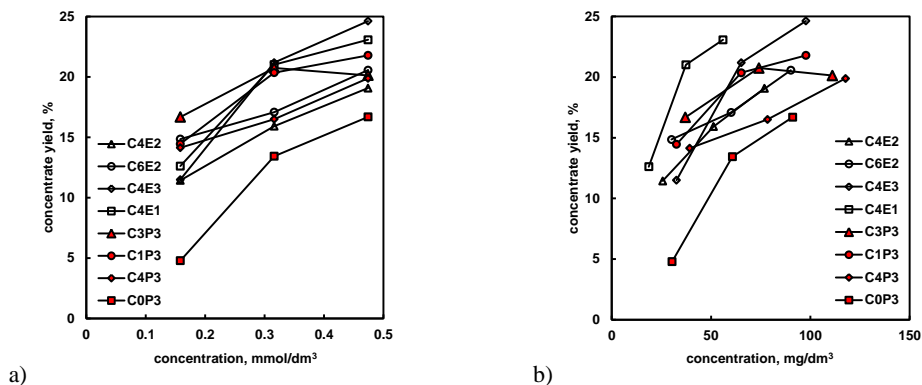 25
20
15
10
5
0
concentrate yield, %
C4E2
C6E2
C4E3
C4E1
C3P3
C1P3
C4P3
C0P3
0 0.1 0.2 0.3 0.4 0.5
concentration, mmol/dm³
a)
25
20
15
10
5
0
concentrate yield, %
C4E2
C6E2
C4E3
C4E1
C3P3
C1P3
C4P3
C0P3
0 50 100 150
concentration, mg/dm³
b)